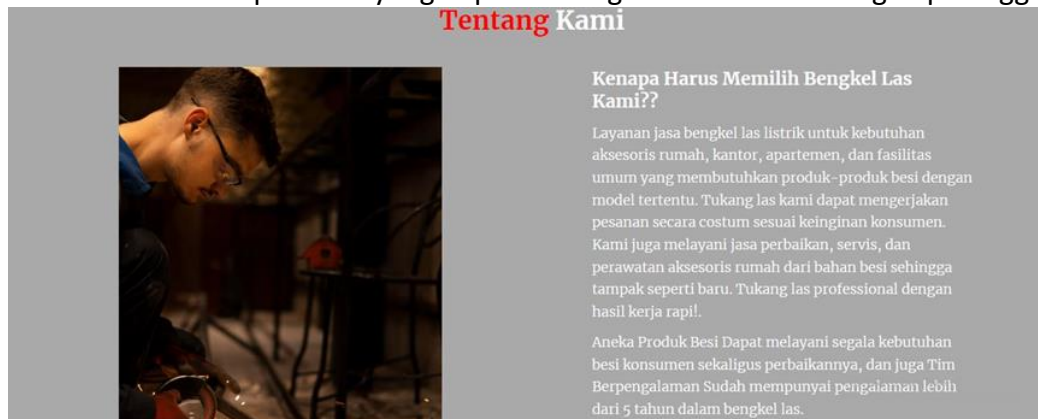 Tentang Kami
Kenapa Harus Memilih Bengkel Las
Kami??
Layanan jasa bengkel las listrik untuk kebutuhan
aksesoris rumah, kantor, apartemen, dan fasilitas
umum yang membutuhkan produk-produk besi dengan
model tertentu. Tukang las kami dapat mengerjakan
pesanan secara costum sesuai keinginan konsumen.
Kami juga melayani jasa perbaikan, servis, dan
perawatan aksesoris rumah dari bahan besi sehingga
tampak seperti baru. Tukang las professional dengan
hasil kerja rapi!.
Aneka Produk Besi Dapat melayani segala kebutuhan
besi konsumen sekaligus perbaikannya, dan juga Tim
Berpengalaman Sudah mempunyai pengalaman lebih
dari 5 tahun dalam bengkel las.